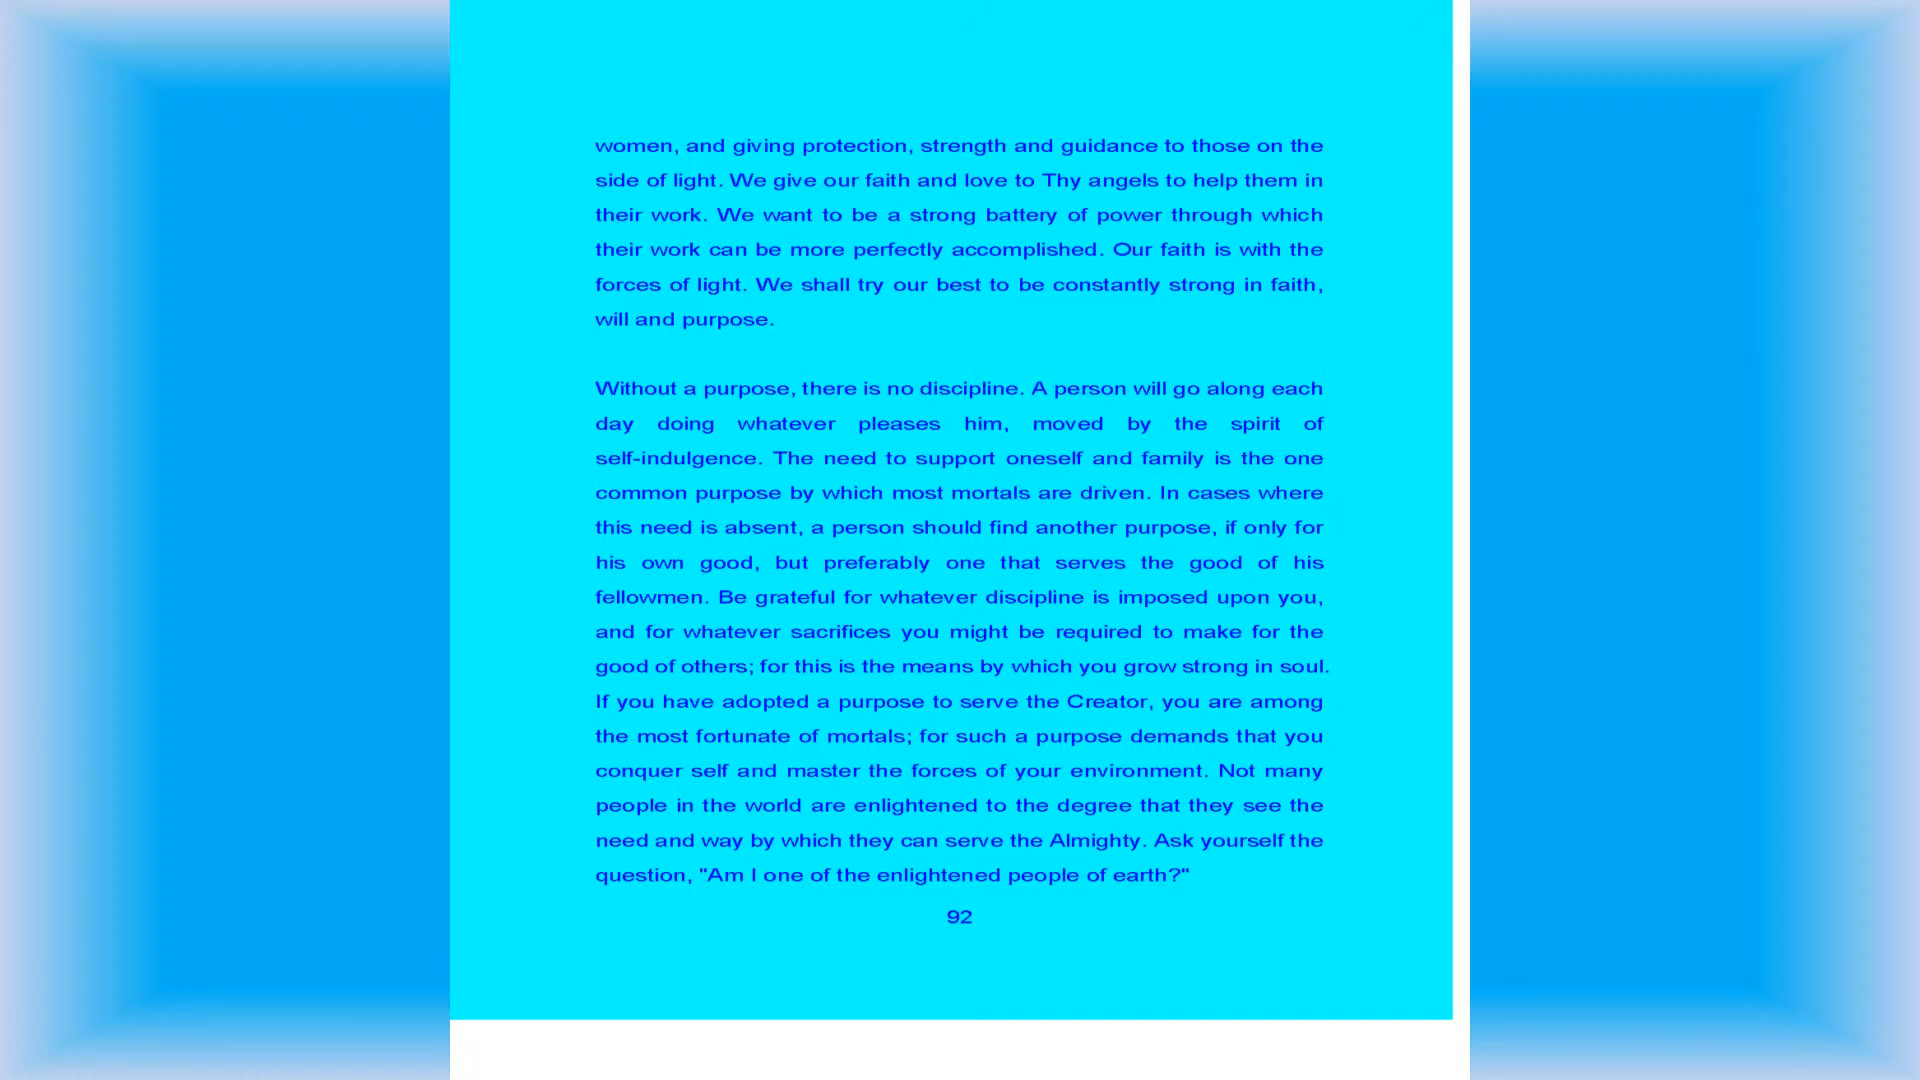 women, and giving protection, strength and guidance to those on the
side of light. We give our faith and love to Thy angels to help them in
their work. We want to be a strong battery of power through which
their work can be more perfectly accomplished. Our faith is with the
forces of light. We shall try our best to be constantly strong in faith,
will and purpose.
Without a purpose, there is no discipline. A person will go along each
day doing whatever pleases him, moved by the spirit of
self-indulgence. The need to support oneself and family is the one
common purpose by which most mortals are driven. In cases where
this need is absent, a person should find another purpose, if only for
his own good, but preferably one that serves the good of his
fellowmen. Be grateful for whatever discipline is imposed upon you,
and for whatever sacrifices you might be required to make for the
good of others; for this is the means by which you grow strong in soul.
If you have adopted a purpose to serve the Creator, you are among
the most fortunate of mortals; for such a purpose demands that you
conquer self and master the forces of your environment. Not many
people in the world are enlightened to the degree that they see the
need and way by which they can serve the Almighty. Ask yourself the
question, "Am I one of the enlightened people of earth?"
92